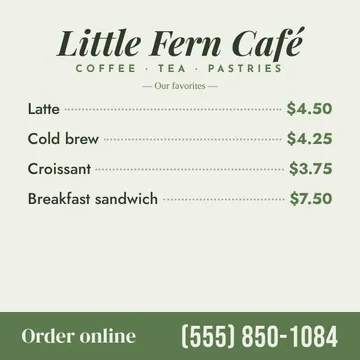 Little Fern Café
COFFEE · TEA · PASTRIES
— Our favorites —
Latte $4.50
Cold brew $4.25
Croissant $3.75
Breakfast sandwich $7.50
Order online (555) 850-1084